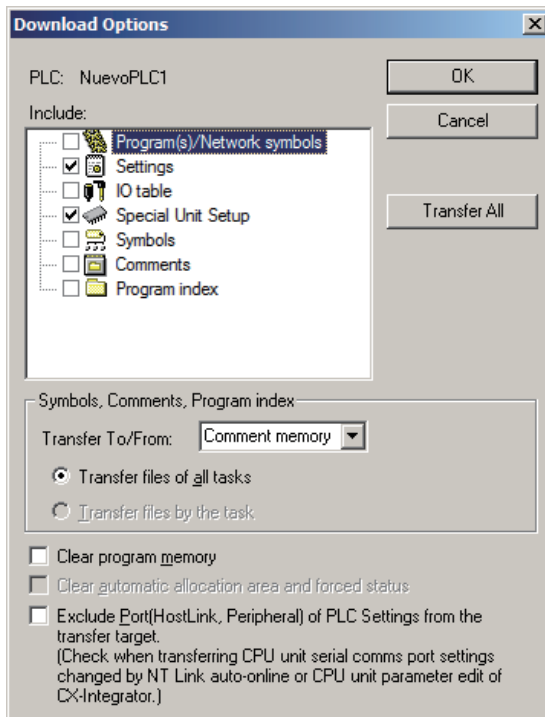 Download Options
PLC: NuevoPLC1
OK
Include:
Cancel
Program(s)/Network symbols
Settings
IO table
Transfer All
Special Unit Setup
Symbols
Comments
Program index
Symbols, Comments, Program index
Transfer To/From: Comment memory
Transfer files of all tasks
Transfer files by the task
Clear program memory
Clear automatic allocation area and forced status
Exclude Port(HostLink, Peripheral) of PLC Settings from the
transfer target.
(Check when transferring CPU unit serial comms port settings
changed by NT Link auto-online or CPU unit parameter edit of
CX-Integrator.)